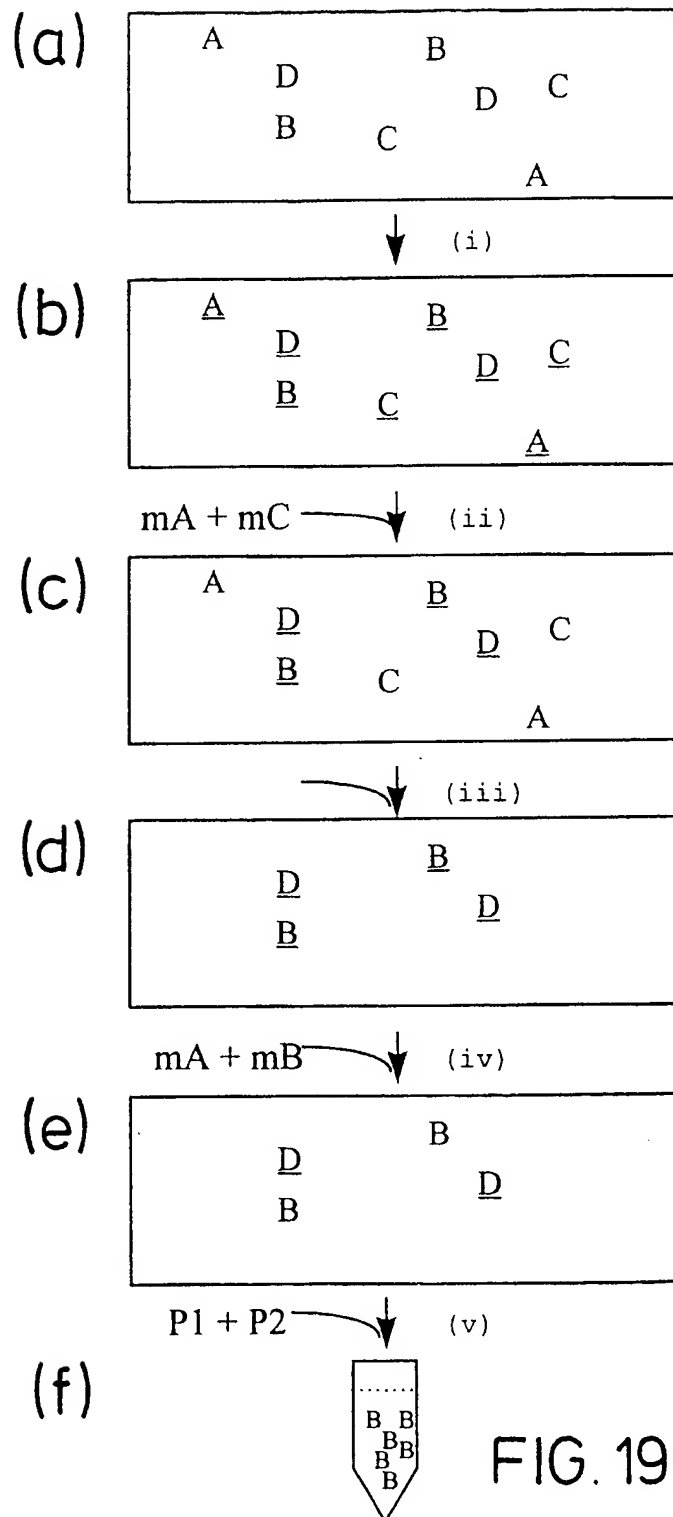 (a)
A B
D C
D
B C
A
(i)
(b)
A B
D C
D
B C
A
mA + mC (ii)
(c)
A B
D C
D
B C
A
(iii)
(d)
B
D D
B
mA + mB (iv)
(e)
B
D D
B
P1 + P2 (v)
(f)
B B
B B
B
B
FIG. 19